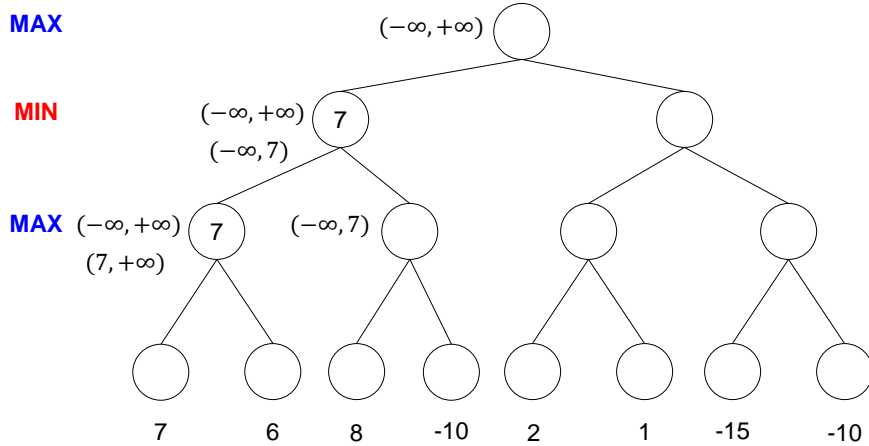 MAX (−∞, +∞)
MIN (−∞, +∞) 7
(−∞, 7)
MAX (−∞, +∞) 7 (−∞, 7)
(7, +∞)
7 6 8 -10 2 1 -15 -10